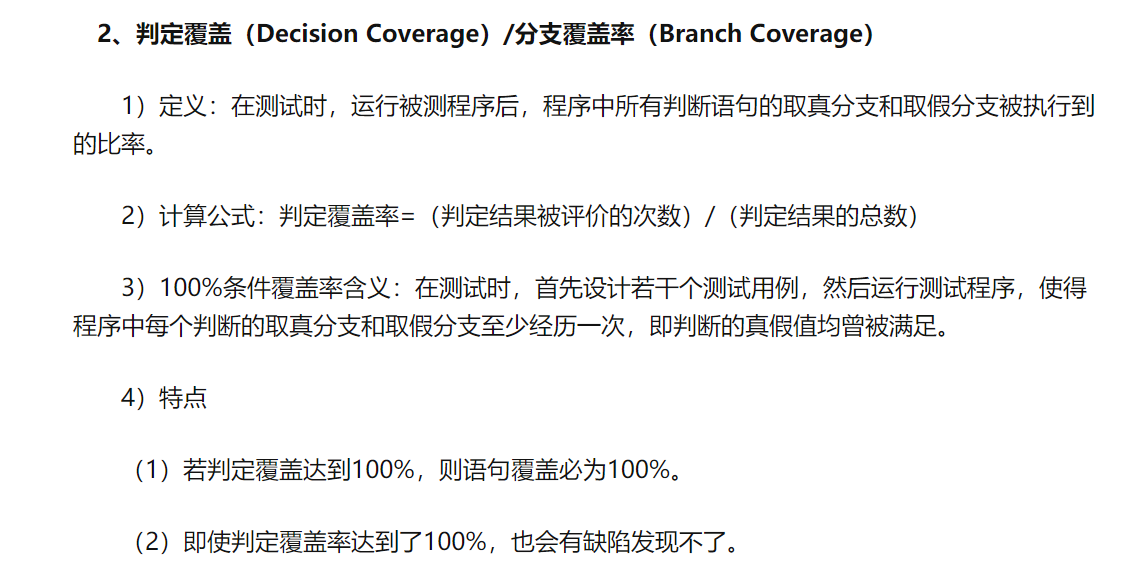 2、判定覆盖（Decision Coverage）/分支覆盖率（Branch Coverage）
1）定义：在测试时，运行被测程序后，程序中所有判断语句的取真分支和取假分支被执行到
的比率。
2）计算公式：判定覆盖率=（判定结果被评价的次数）/（判定结果的总数）
3）100%条件覆盖率含义：在测试时，首先设计若干个测试用例，然后运行测试程序，使得
程序中每个判断的取真分支和取假分支至少经历一次，即判断的真假值均曾被满足。
4）特点
（1）若判定覆盖达到100%，则语句覆盖必为100%。
（2）即使判定覆盖率达到了100%，也会有缺陷发现不了。